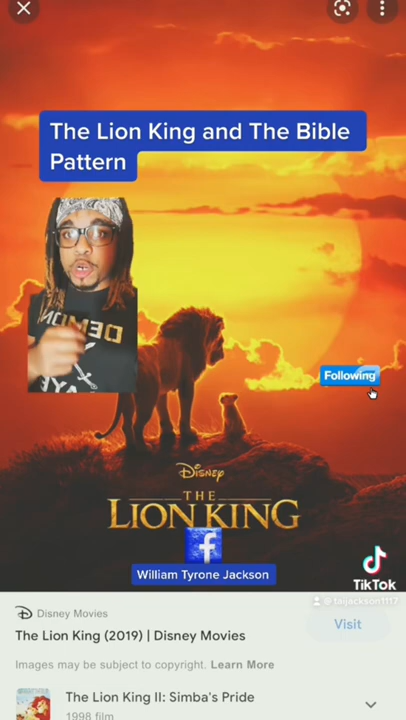 The Lion King and The Bible
Pattern
Following
DISNEY
THE
LION KING
William Tyrone Jackson
TikTok
@taijackson1117
Disney Movies
The Lion King (2019) | Disney Movies
Visit
Images may be subject to copyright. Learn More
The Lion King II: Simba's Pride
1998 film